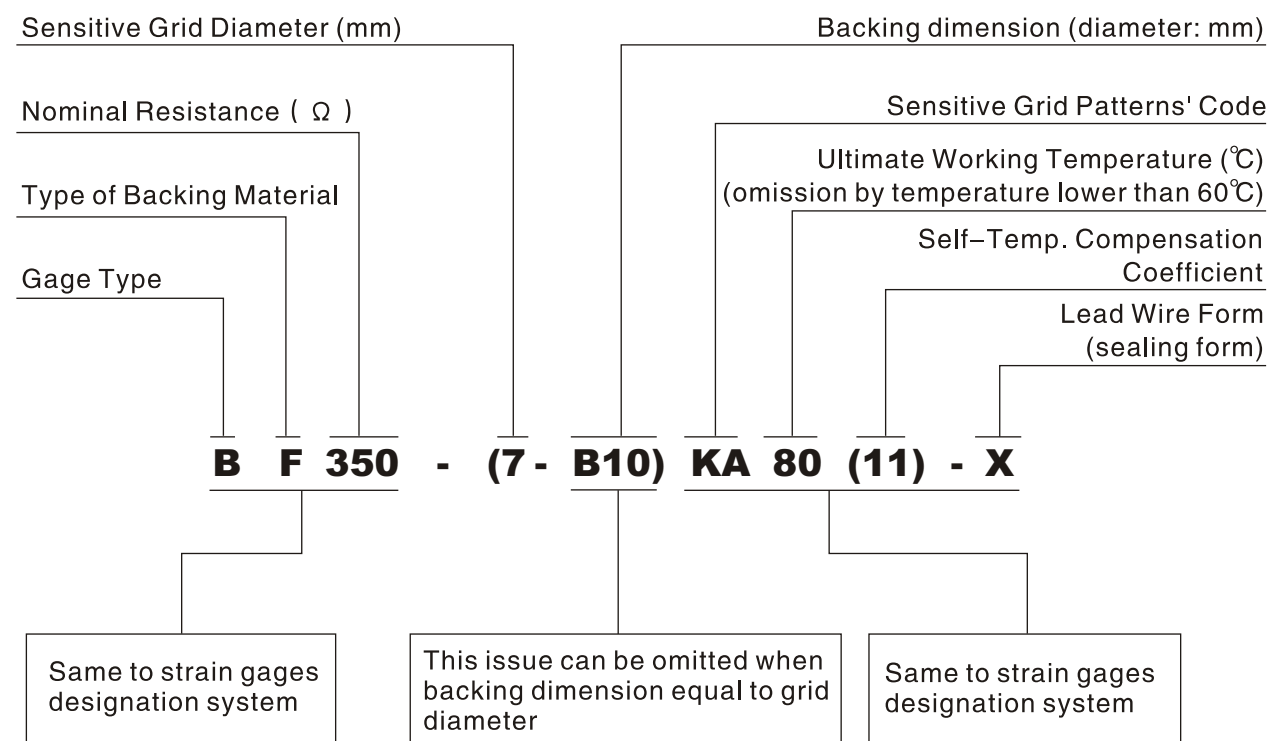 Sensitive Grid Diameter (mm)
Backing dimension (diameter: mm)
Nominal Resistance ( Ω )
Sensitive Grid Patterns' Code
Ultimate Working Temperature (℃)
(omission by temperature lower than 60℃)
Type of Backing Material
Self-Temp. Compensation
Coefficient
Gage Type
Lead Wire Form
(sealing form)
B F 350 - (7 - B10) KA 80 (11) - X
Same to strain gages
designation system
This issue can be omitted when
backing dimension equal to grid
diameter
Same to strain gages
designation system